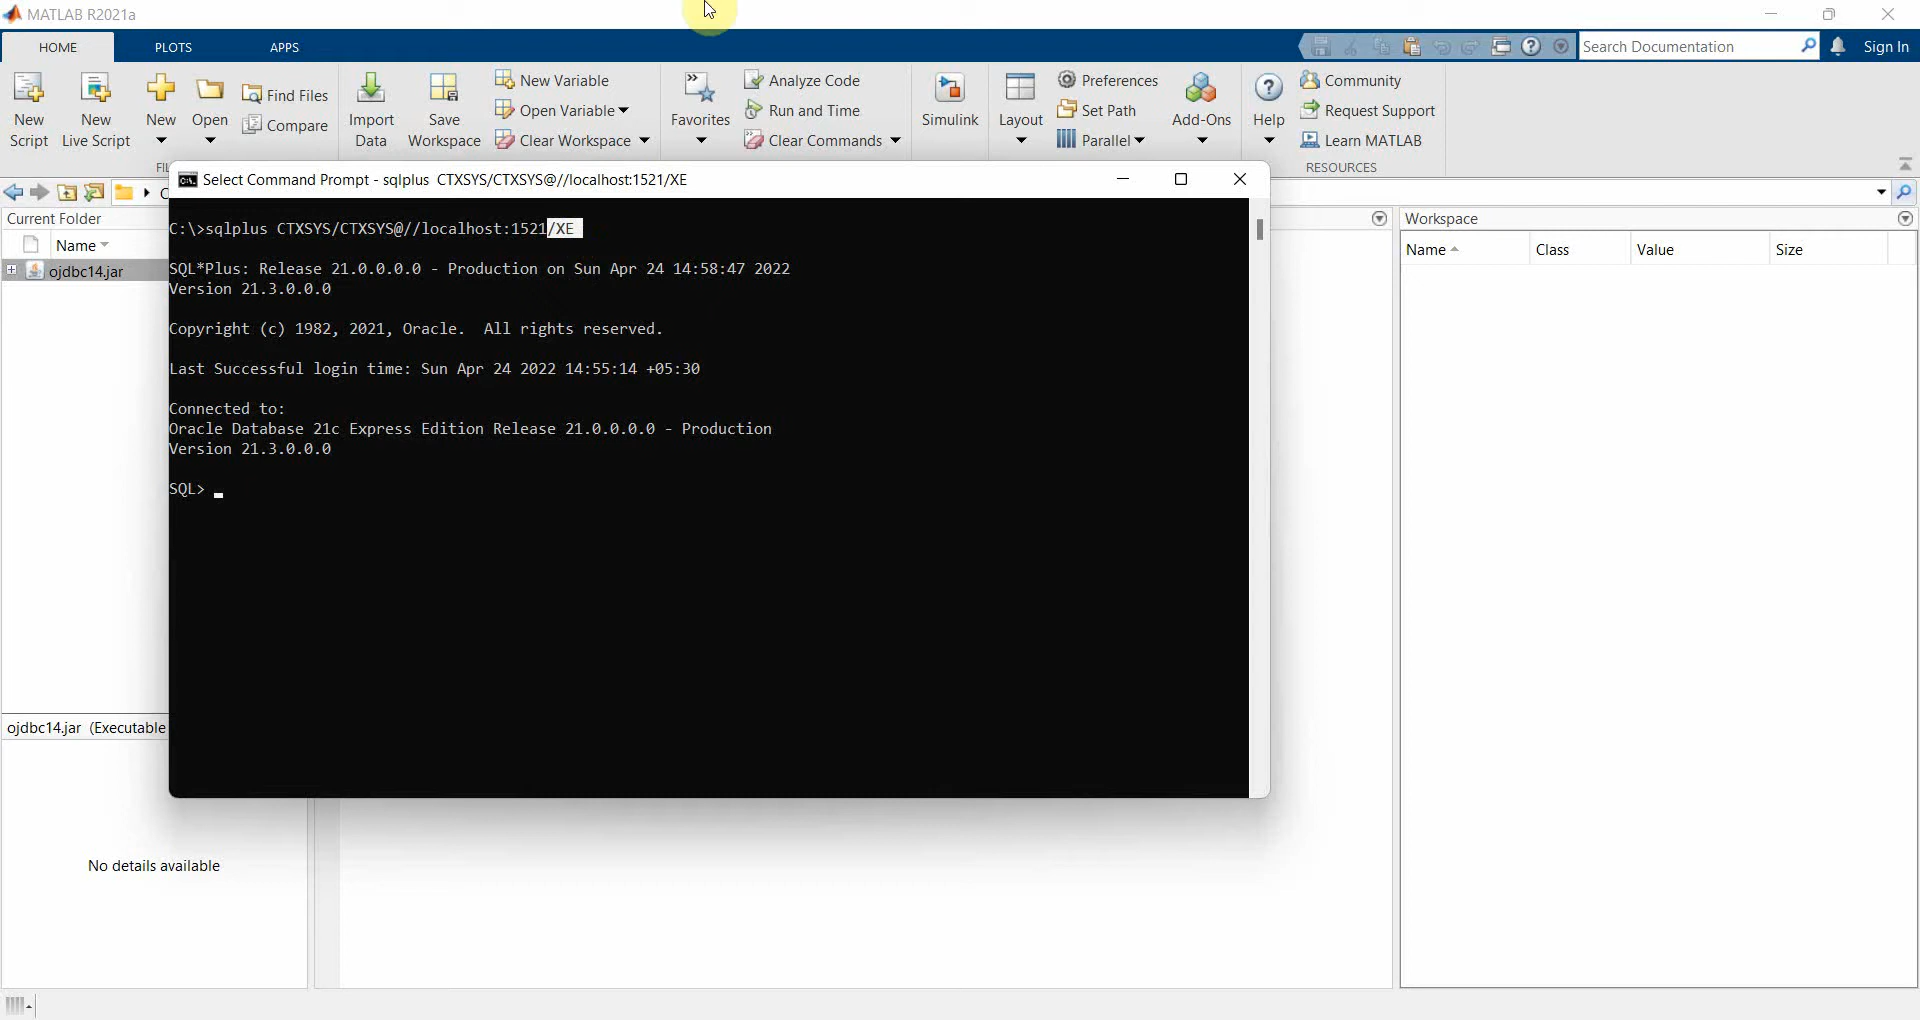 MATLAB R2021a
HOME
PLOTS
APPS
Search Documentation
Sign In
New Script
New Live Script
New
Open
Find Files
Compare
Import Data
Save Workspace
New Variable
Open Variable
Clear Workspace
Favorites
Analyze Code
Run and Time
Clear Commands
Simulink
Layout
Preferences
Set Path
Parallel
Add-Ons
Help
Community
Request Support
Learn MATLAB
RESOURCES
Select Command Prompt - sqlplus CTXSYS/CTXSYS@//localhost:1521/XE
C:\>sqlplus CTXSYS/CTXSYS@//localhost:1521/XE
SQL*Plus: Release 21.0.0.0.0 - Production on Sun Apr 24 14:58:47 2022
Version 21.3.0.0.0
Copyright (c) 1982, 2021, Oracle.  All rights reserved.
Last Successful login time: Sun Apr 24 2022 14:55:14 +05:30
Connected to:
Oracle Database 21c Express Edition Release 21.0.0.0.0 - Production
Version 21.3.0.0.0
SQL>
Current Folder
Name
ojdbc14.jar
ojdbc14.jar (Executable
No details available
Workspace
Name
Class
Value
Size